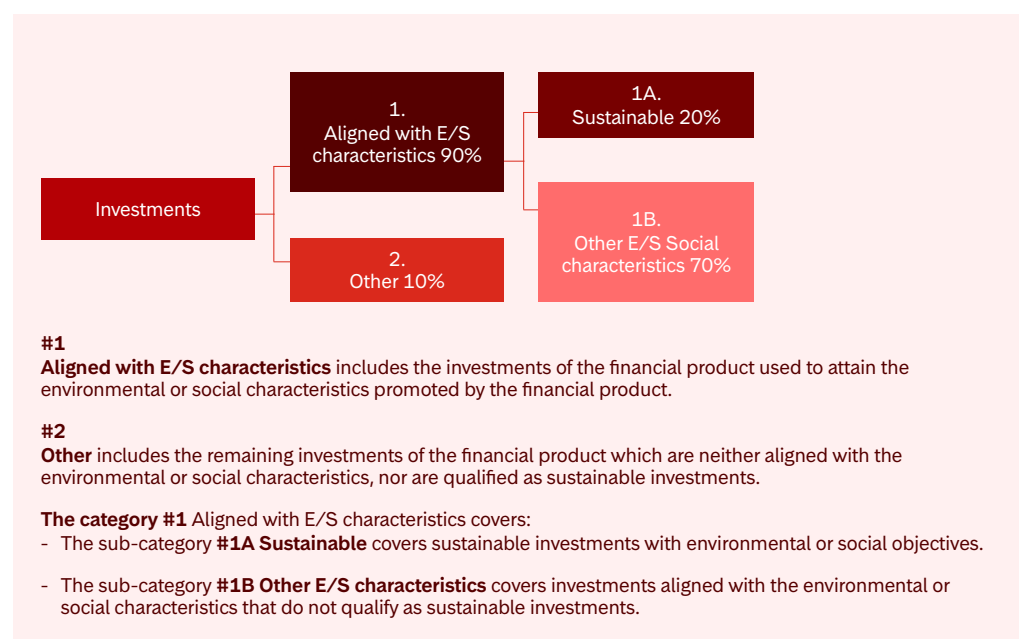 Investments
1.
Aligned with E/S
characteristics 90%
2.
Other 10%
1A.
Sustainable 20%
1B.
Other E/S Social
characteristics 70%
#1
Aligned with E/S characteristics includes the investments of the financial product used to attain the
environmental or social characteristics promoted by the financial product.
#2
Other includes the remaining investments of the financial product which are neither aligned with the
environmental or social characteristics, nor are qualified as sustainable investments.
The category #1 Aligned with E/S characteristics covers:
- The sub-category #1A Sustainable covers sustainable investments with environmental or social objectives.
- The sub-category #1B Other E/S characteristics covers investments aligned with the environmental or
social characteristics that do not qualify as sustainable investments.